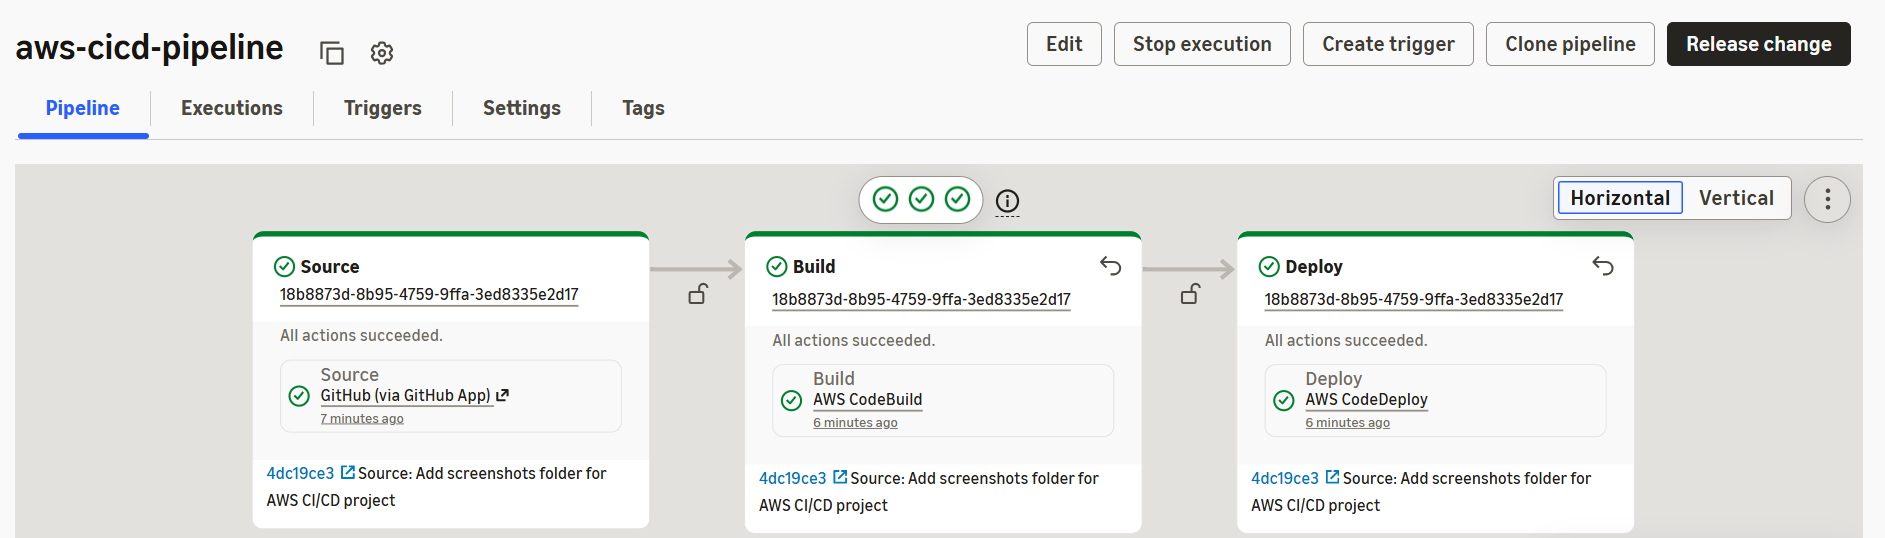 aws-cicd-pipeline
Edit
Stop execution
Create trigger
Clone pipeline
Release change
Pipeline
Executions
Triggers
Settings
Tags
Horizontal
Vertical
Source
18b8873d-8b95-4759-9ffa-3ed8335e2d17
All actions succeeded.
Source
GitHub (via GitHub App)
7 minutes ago
4dc19ce3 Source: Add screenshots folder for
AWS CI/CD project
Build
18b8873d-8b95-4759-9ffa-3ed8335e2d17
All actions succeeded.
Build
AWS CodeBuild
6 minutes ago
4dc19ce3 Source: Add screenshots folder for
AWS CI/CD project
Deploy
18b8873d-8b95-4759-9ffa-3ed8335e2d17
All actions succeeded.
Deploy
AWS CodeDeploy
6 minutes ago
4dc19ce3 Source: Add screenshots folder for
AWS CI/CD project